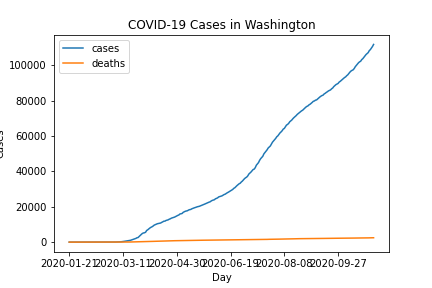 COVID-19 Cases in Washington
cases
deaths
100000
80000
60000
40000
20000
0
cases
2020-01-21 2020-03-11 2020-04-30 2020-06-19 2020-08-08 2020-09-27
Day